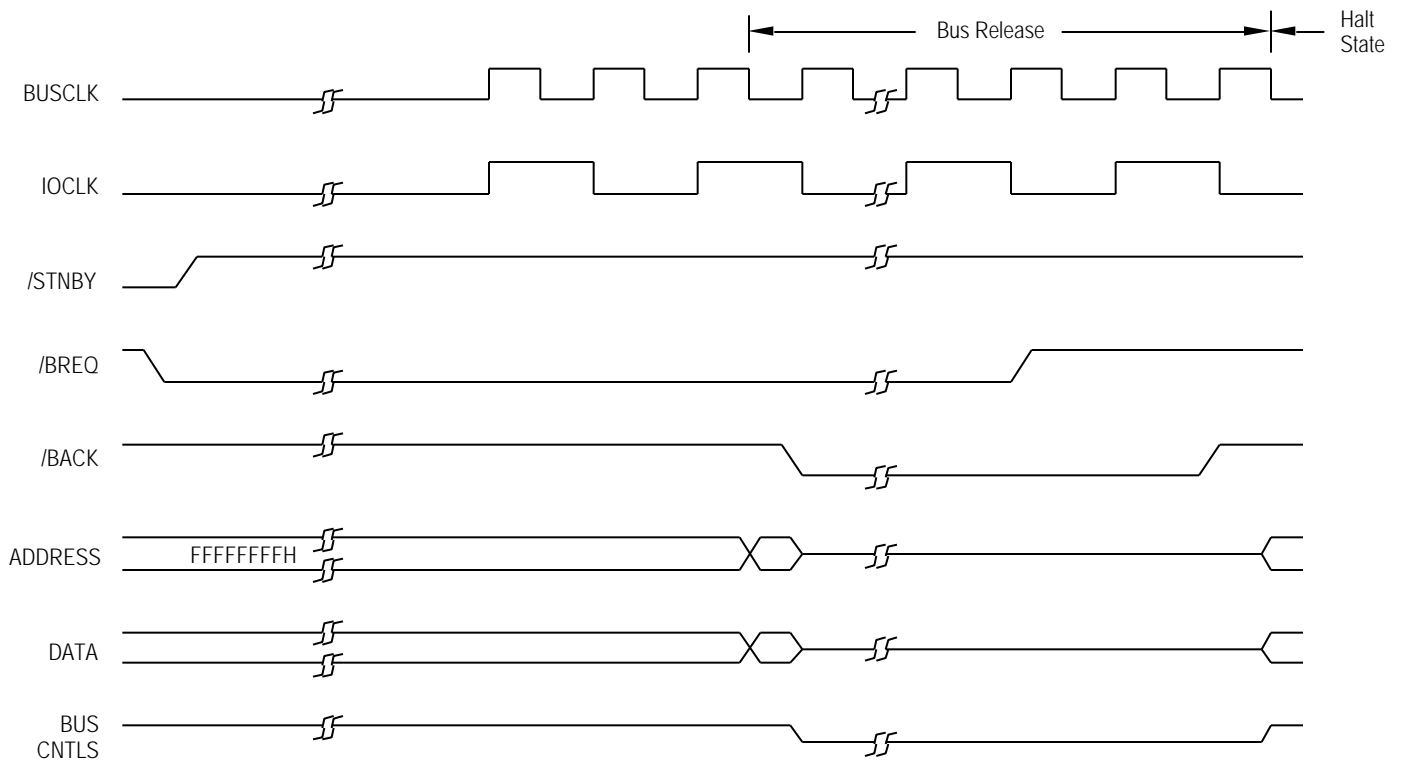 Bus Release
Halt
State
BUSCLK
IOCLK
/STNBY
/BREQ
/BACK
ADDRESS
FFFFFFFFH
DATA
BUS
CNTLS